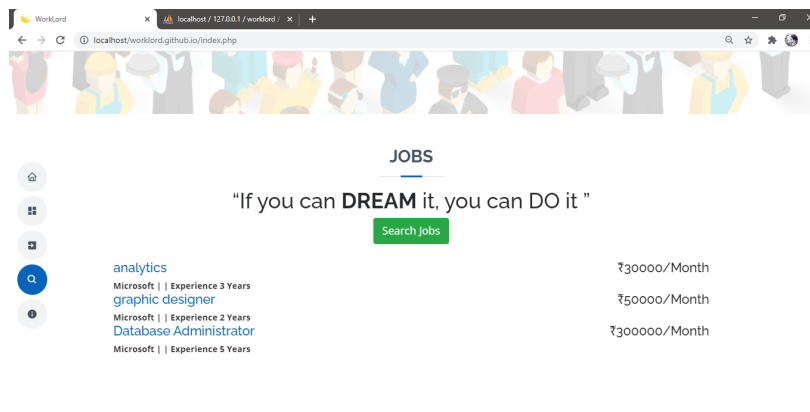 WorkLord
localhost / 127.0.0.1 / worklord /
localhost/worklord.github.io/index.php
JOBS
“If you can DREAM it, you can DO it ”
Search Jobs
analytics
₹30000/Month
Microsoft | | Experience 3 Years
graphic designer
₹50000/Month
Microsoft | | Experience 2 Years
Database Administrator
₹300000/Month
Microsoft | | Experience 5 Years